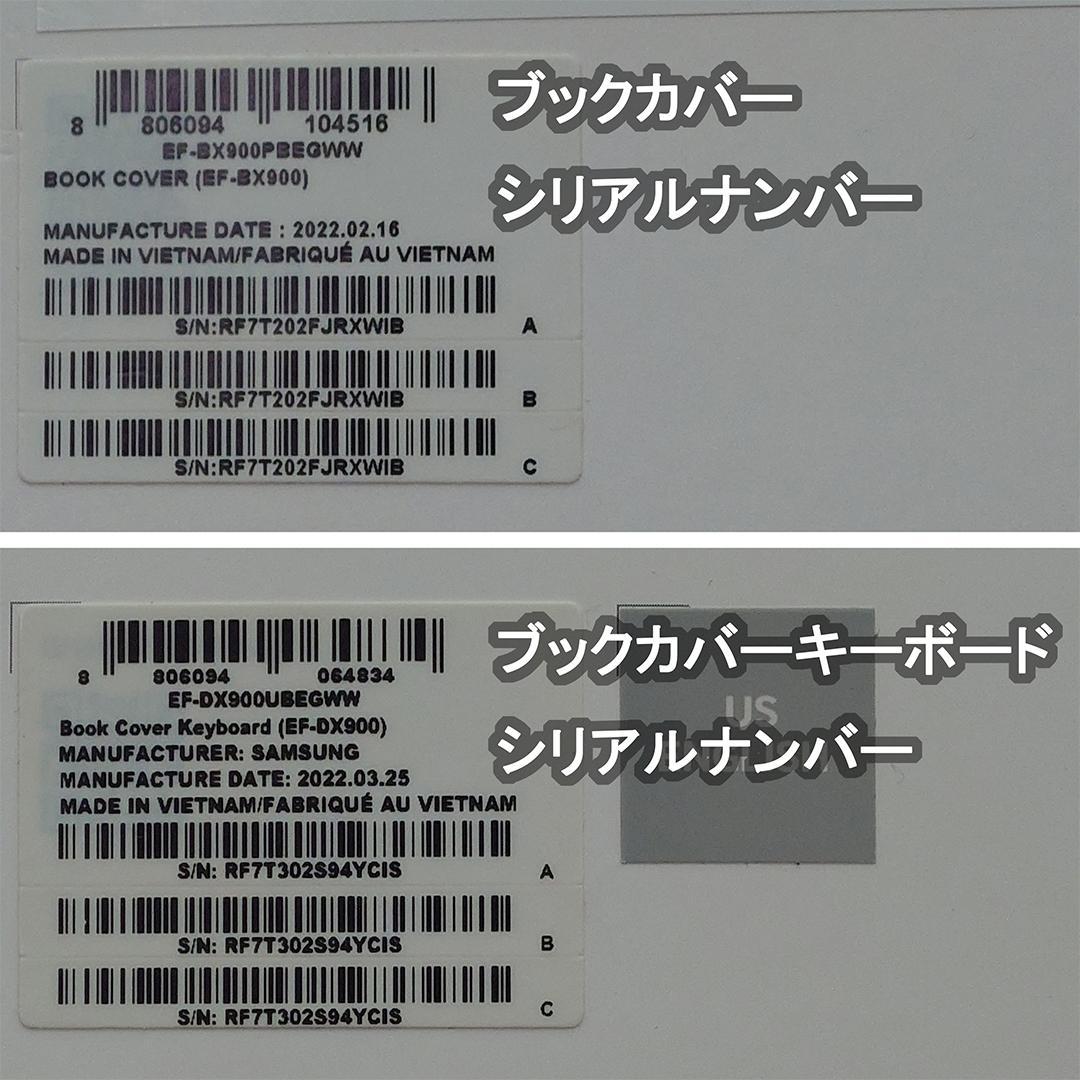 8 806094 104516
EF-BX900PBEGWW
BOOK COVER (EF-BX900)
MANUFACTURE DATE : 2022.02.16
MADE IN VIETNAM/FABRIQUÉ AU VIETNAM
S/N:RF7T202FJRXWIB A
S/N:RF7T202FJRXWIB B
S/N:RF7T202FJRXWIB C
ブックカバー
シリアルナンバー
8 806094 064834
EF-DX900UBEGWW
Book Cover Keyboard (EF-DX900)
MANUFACTURER: SAMSUNG
MANUFACTURE DATE: 2022.03.25
MADE IN VIETNAM/FABRIQUÉ AU VIETNAM
S/N: RF7T302S94YCIS A
S/N: RF7T302S94YCIS B
S/N: RF7T302S94YCIS C
ブックカバーキーボード
US
シリアルナンバー